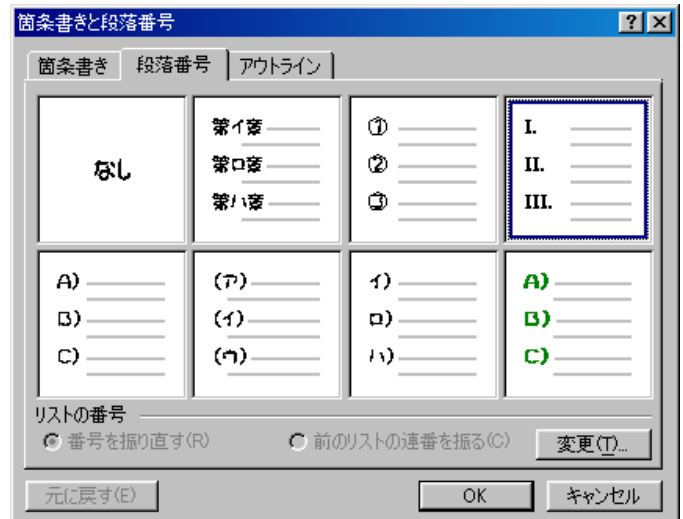 箇条書きと段落番号
箇条書き 段落番号 アウトライン
なし
第イ章
第ロ章
第ハ章
①
②
③
I.
II.
III.
A)
B)
C)
(ア)
(イ)
(ウ)
イ)
ロ)
ハ)
A)
B)
C)
リストの番号
番号を振り直す(R) 前のリストの連番を振る(C) 変更(T)...
元に戻す(E) OK キャンセル